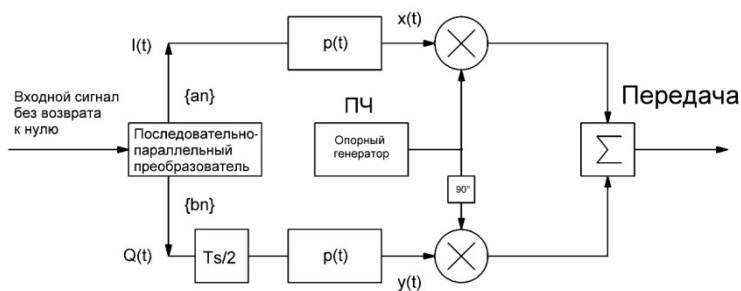 I(t)
p(t)
x(t)
{an}
Входной сигнал
без возврата
к нулю
ПЧ
Передача
Последовательно-
параллельный
преобразователь
Опорный
генератор
∑
90°
{bn}
Q(t)
Ts/2
p(t)
y(t)